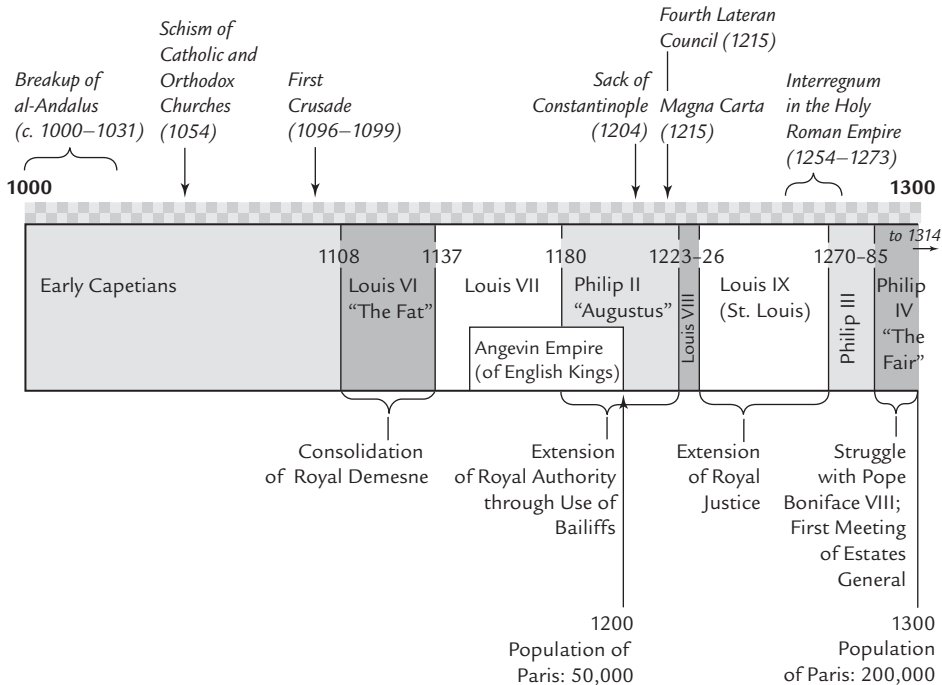 Fourth Lateran
Council (1215)
Schism of
Catholic and
Orthodox
Churches
(1054)
Breakup of
al-Andalus
(c. 1000–1031)
First
Crusade
(1096–1099)
Sack of
Constantinople
(1204)
Magna Carta
(1215)
Interregnum
in the Holy
Roman Empire
(1254–1273)
1000
1300
to 1314
1108
1137
1180
1223–26
1270–85
Early Capetians
Louis VI
“The Fat”
Louis VII
Philip II
“Augustus”
Louis VIII
Louis IX
(St. Louis)
Philip III
Philip
IV
“The
Fair”
Angevin Empire
(of English Kings)
Consolidation
of Royal Demesne
Extension
of Royal Authority
through Use of
Bailiffs
Extension
of Royal
Justice
Struggle
with Pope
Boniface VIII;
First Meeting
of Estates
General
1200
Population of
Paris: 50,000
1300
Population
of Paris: 200,000